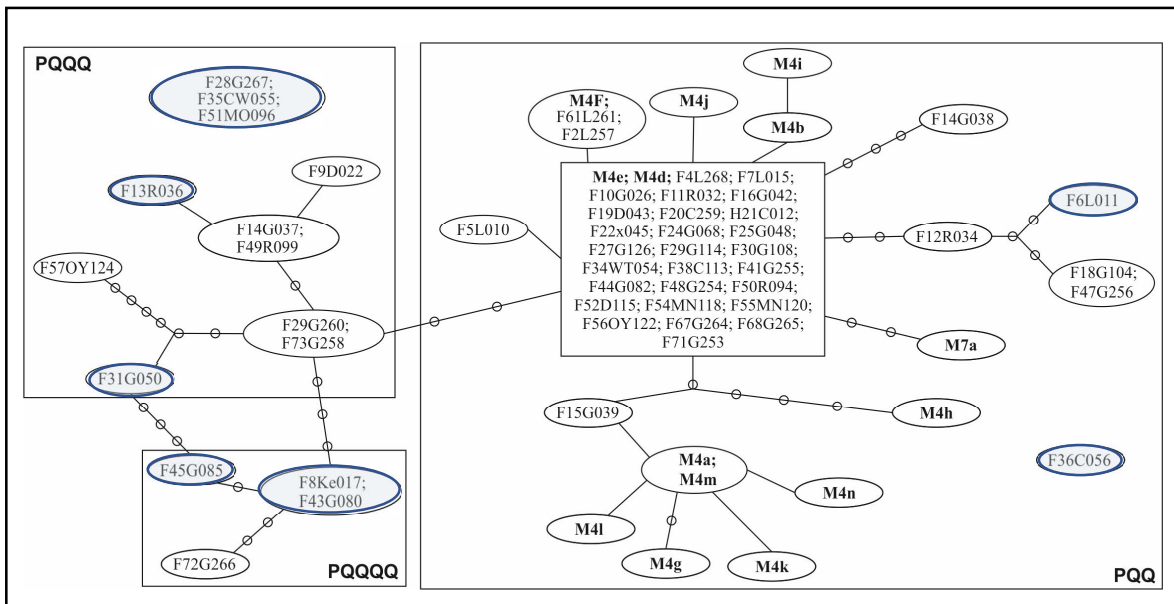 PQQQ
F28G267;
F35CW055;
F51MO096
F9D022
F13R036
F14G037;
F49R099
F57OY124
F29G260;
F73G258
F31G050
F45G085
F8Ke017;
F43G080
F72G266
PQQQQ
M4i
M4F;
F61L261;
F2L257
M4j
M4b
F14G038
M4e; M4d; F4L268; F7L015;
F10G026; F11R032; F16G042;
F19D043; F20C259; H21C012;
F22x045; F24G068; F25G048;
F27G126; F29G114; F30G108;
F34WT054; F38C113; F41G255;
F44G082; F48G254; F50R094;
F52D115; F54MN118; F55MN120;
F56OY122; F67G264; F68G265;
F71G253
F5L010
F6L011
F12R034
F18G104;
F47G256
M7a
F15G039
M4h
M4a;
M4m
F36C056
M4n
M4l
M4g
M4k
PQQ